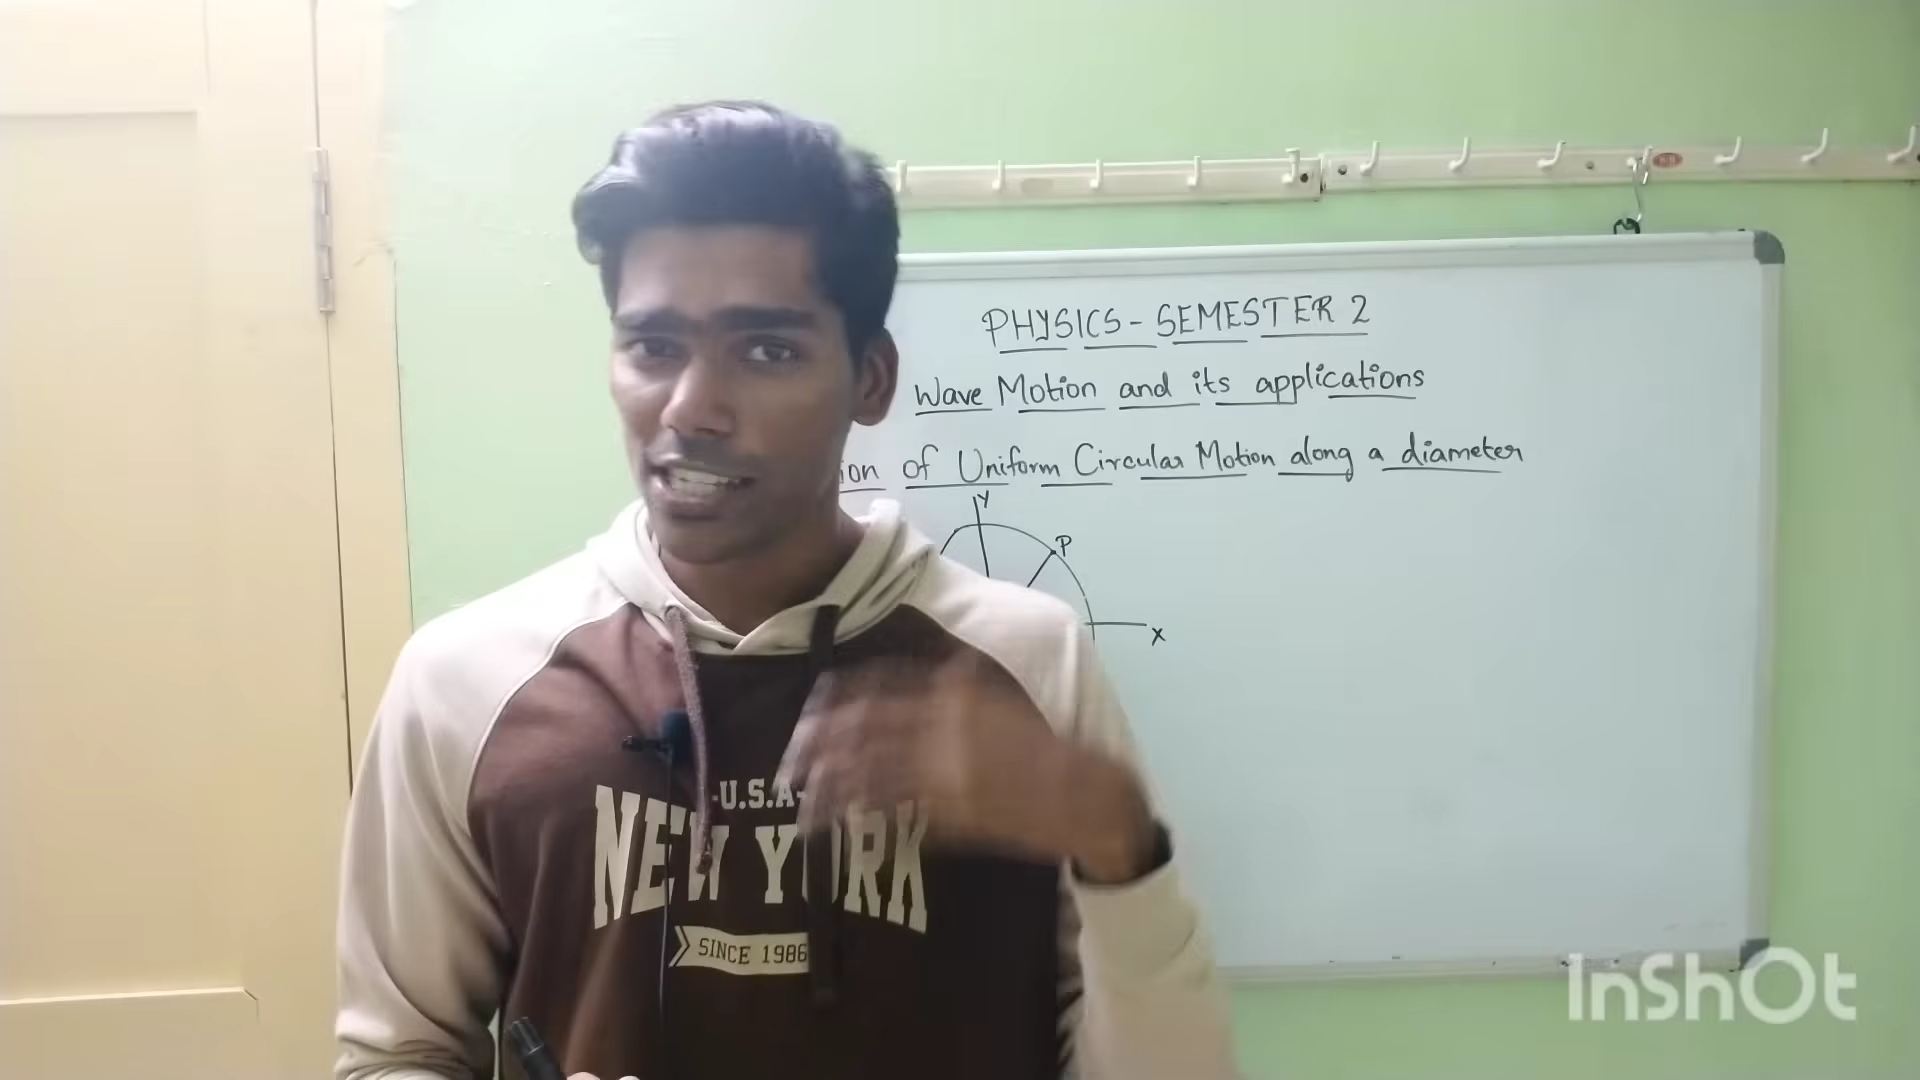 PHYSICS - SEMESTER 2
Wave Motion and its applications
ion of Uniform Circular Motion along a diameter
Y
P
X
-U.S.A-
NEW YORK
SINCE 1986
InShOt